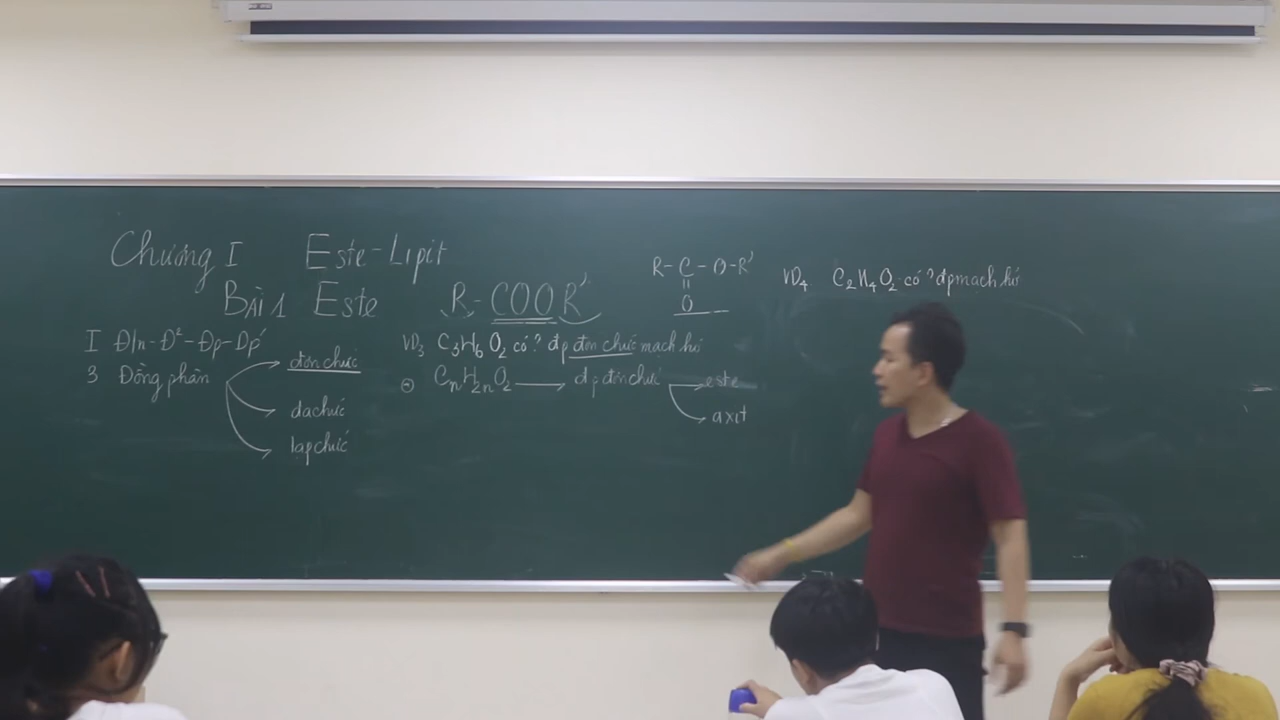 Chương I Este-Lipit
Bài 1 Este R-COOR'
I Đ/n-Đ²-Đp-Dp'
3 Đồng phân
đơn chức
đa chức
tạp chức
VD3 C3H6O2 có? đp đơn chức mạch hở
CnH2nO2 → đp đơn chức
este
axit
R-C-O-R'
O
VD4 C2H4O2 có? đp mạch hở